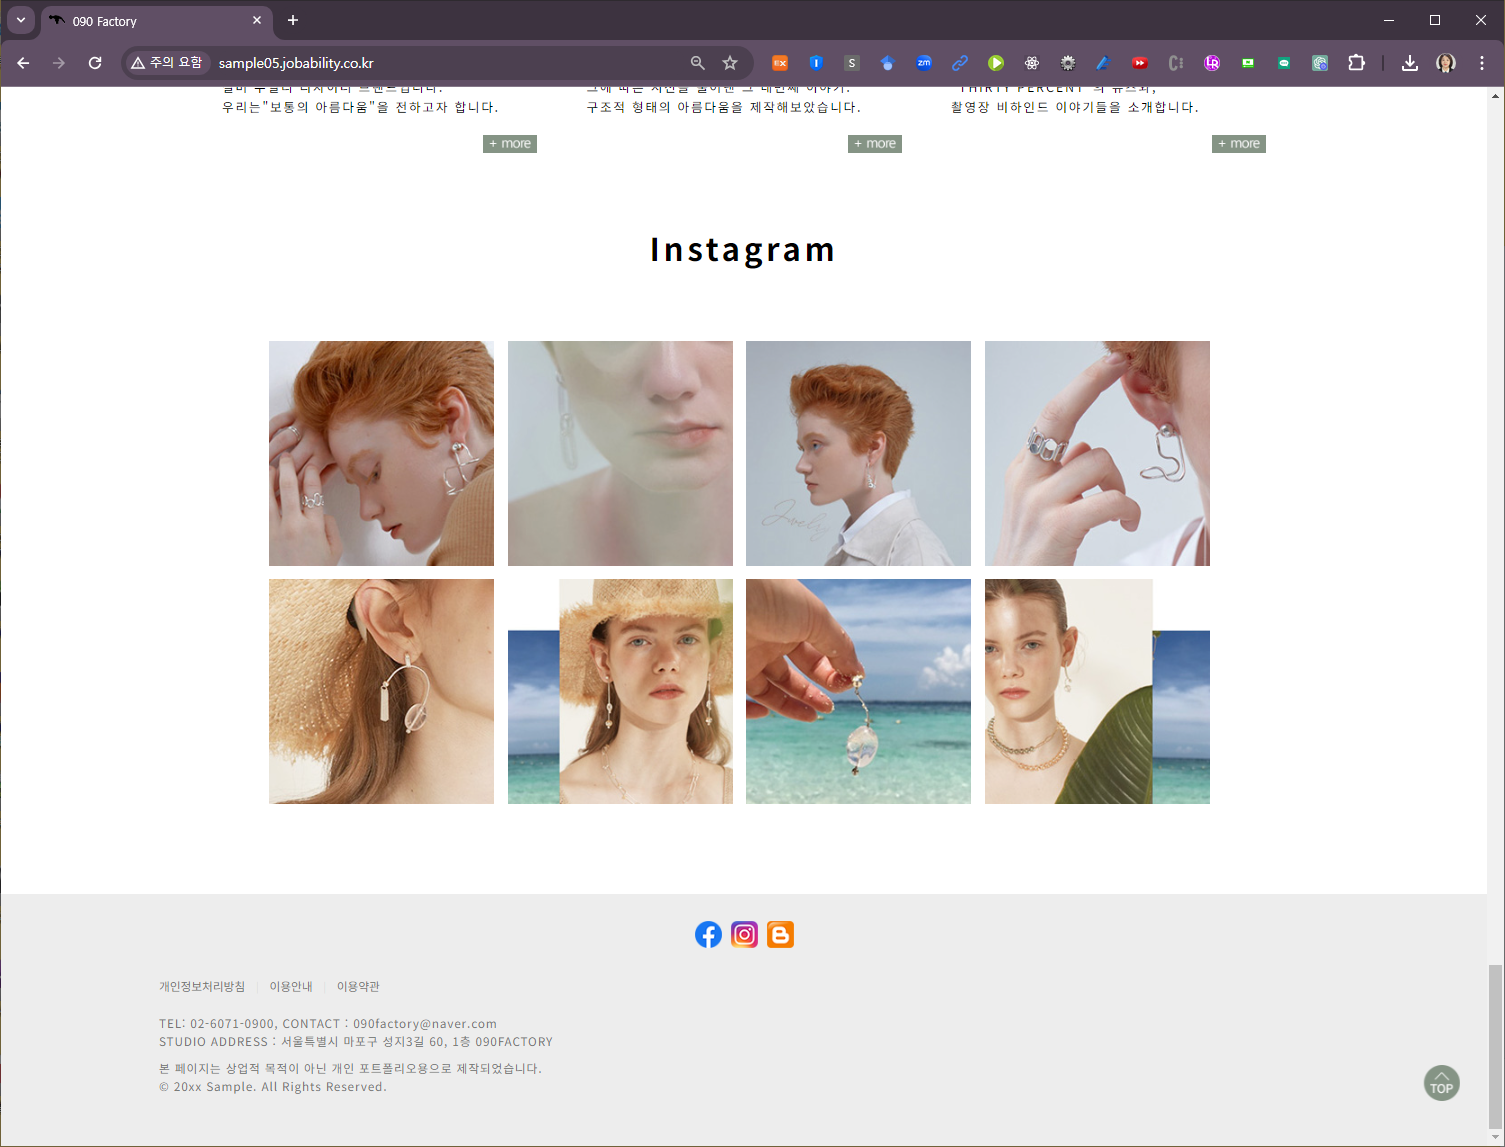 090 Factory
주의 요함
sample05.jobability.co.kr
우리는"보통의 아름다움"을 전하고자 합니다.
+ more
구조적 형태의 아름다움을 제작해보았습니다.
+ more
촬영장 비하인드 이야기들을 소개합니다.
+ more
Instagram
개인정보처리방침
이용안내
이용약관
TEL: 02-6071-0900, CONTACT : 090factory@naver.com
STUDIO ADDRESS : 서울특별시 마포구 성지3길 60, 1층 090FACTORY
본 페이지는 상업적 목적이 아닌 개인 포트폴리오용으로 제작되었습니다.
© 20xx Sample. All Rights Reserved.
TOP